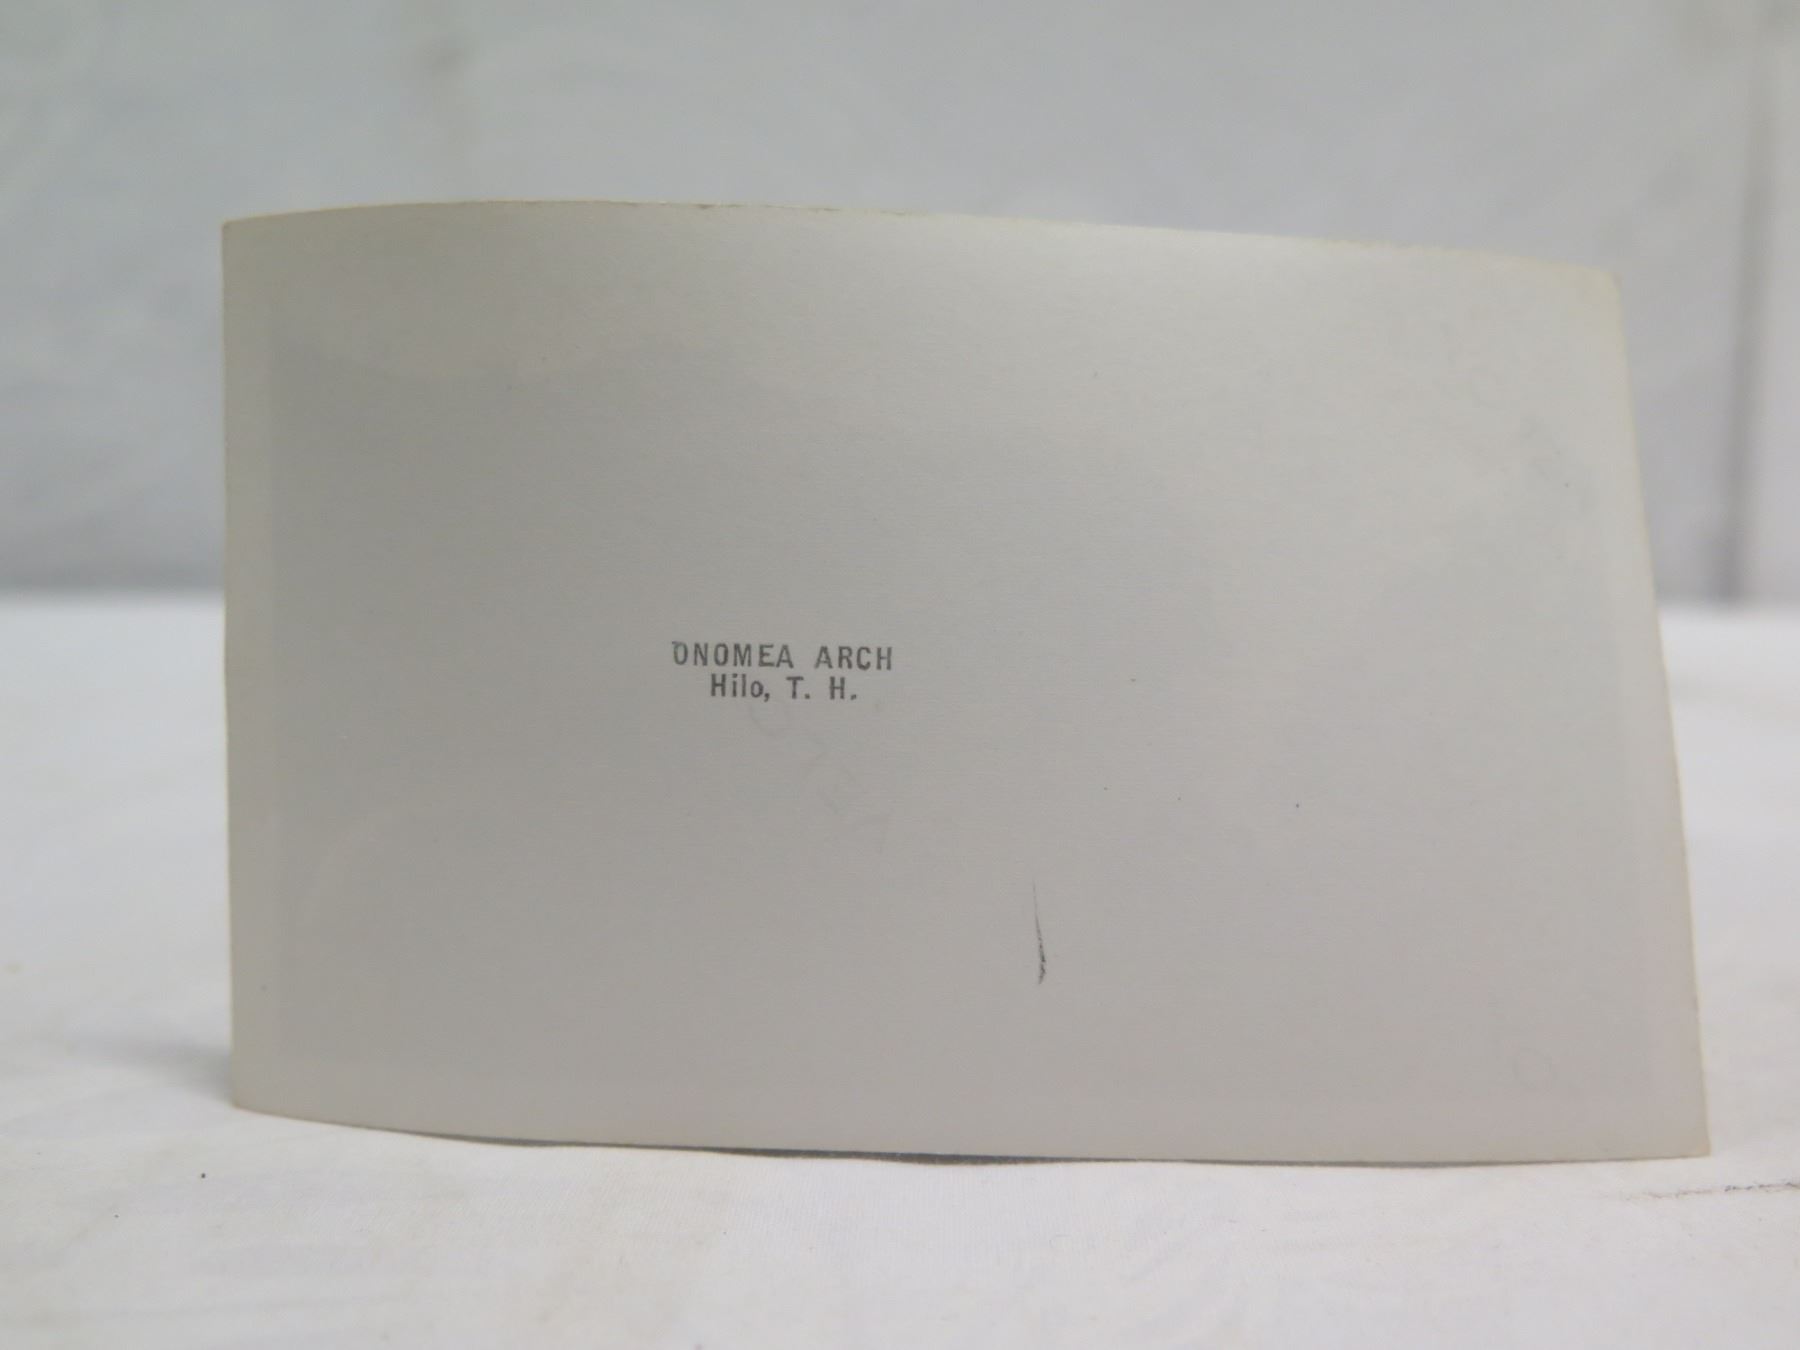 ONOMEA ARCH
Hilo, T. H.